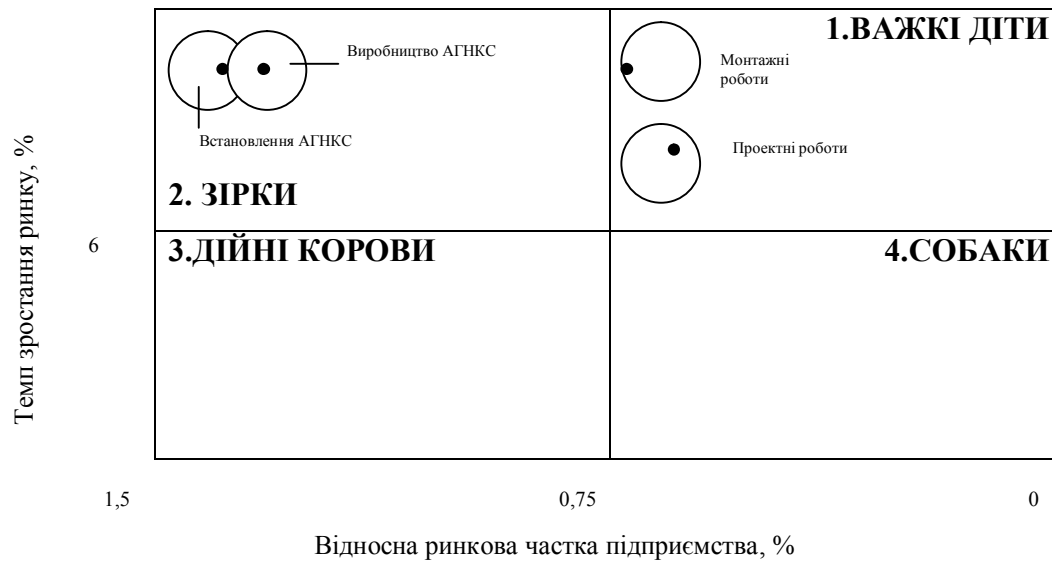 1.ВАЖКІ ДІТИ
Виробництво АГНКС
Монтажні
роботи
Встановлення АГНКС
Проектні роботи
2. ЗІРКИ
Темп зростання ринку, %
6
3.ДІЙНІ КОРОВИ
4.СОБАКИ
1,5
0,75
0
Відносна ринкова частка підприємства, %